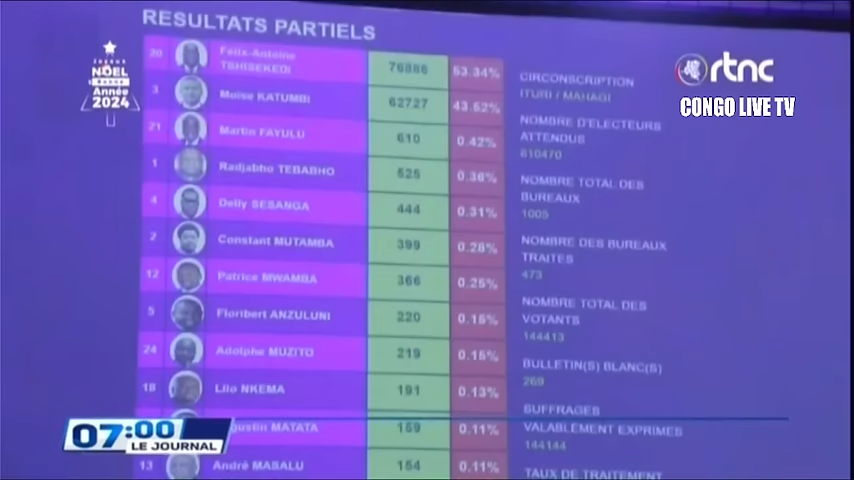 RESULTATS PARTIELS
20 Felix-Antoine TSHISEKEDI 76886 53.34%
3 Moise KATUMBI 62727 43.52%
21 Martin FAYULU 610 0.42%
1 Radjabho TEBABHO 525 0.36%
4 Delly SESANGA 444 0.31%
2 Constant MUTAMBA 399 0.28%
12 Patrice MWAMBA 366 0.25%
5 Floribert ANZULUNI 220 0.15%
24 Adolphe MUZITO 219 0.15%
18 Lilo NKEMA 191 0.13%
gustin MATATA 159 0.11%
13 André MASALU 154 0.11%
CIRCONSCRIPTION
ITURI / MAHAGI
NOMBRE D'ELECTEURS
ATTENDUS
610470
NOMBRE TOTAL DES
BUREAUX
1005
NOMBRE DES BUREAUX
TRAITES
473
NOMBRE TOTAL DES
VOTANTS
144413
BULLETIN(S) BLANC(S)
269
SUFFRAGES
VALABLEMENT EXPRIMES
144144
TAUX DE TRAITEMENT
JOYEUX
NOËL
BONNE
Année
2024
rtnc
CONGO LIVE TV
07:00
LE JOURNAL